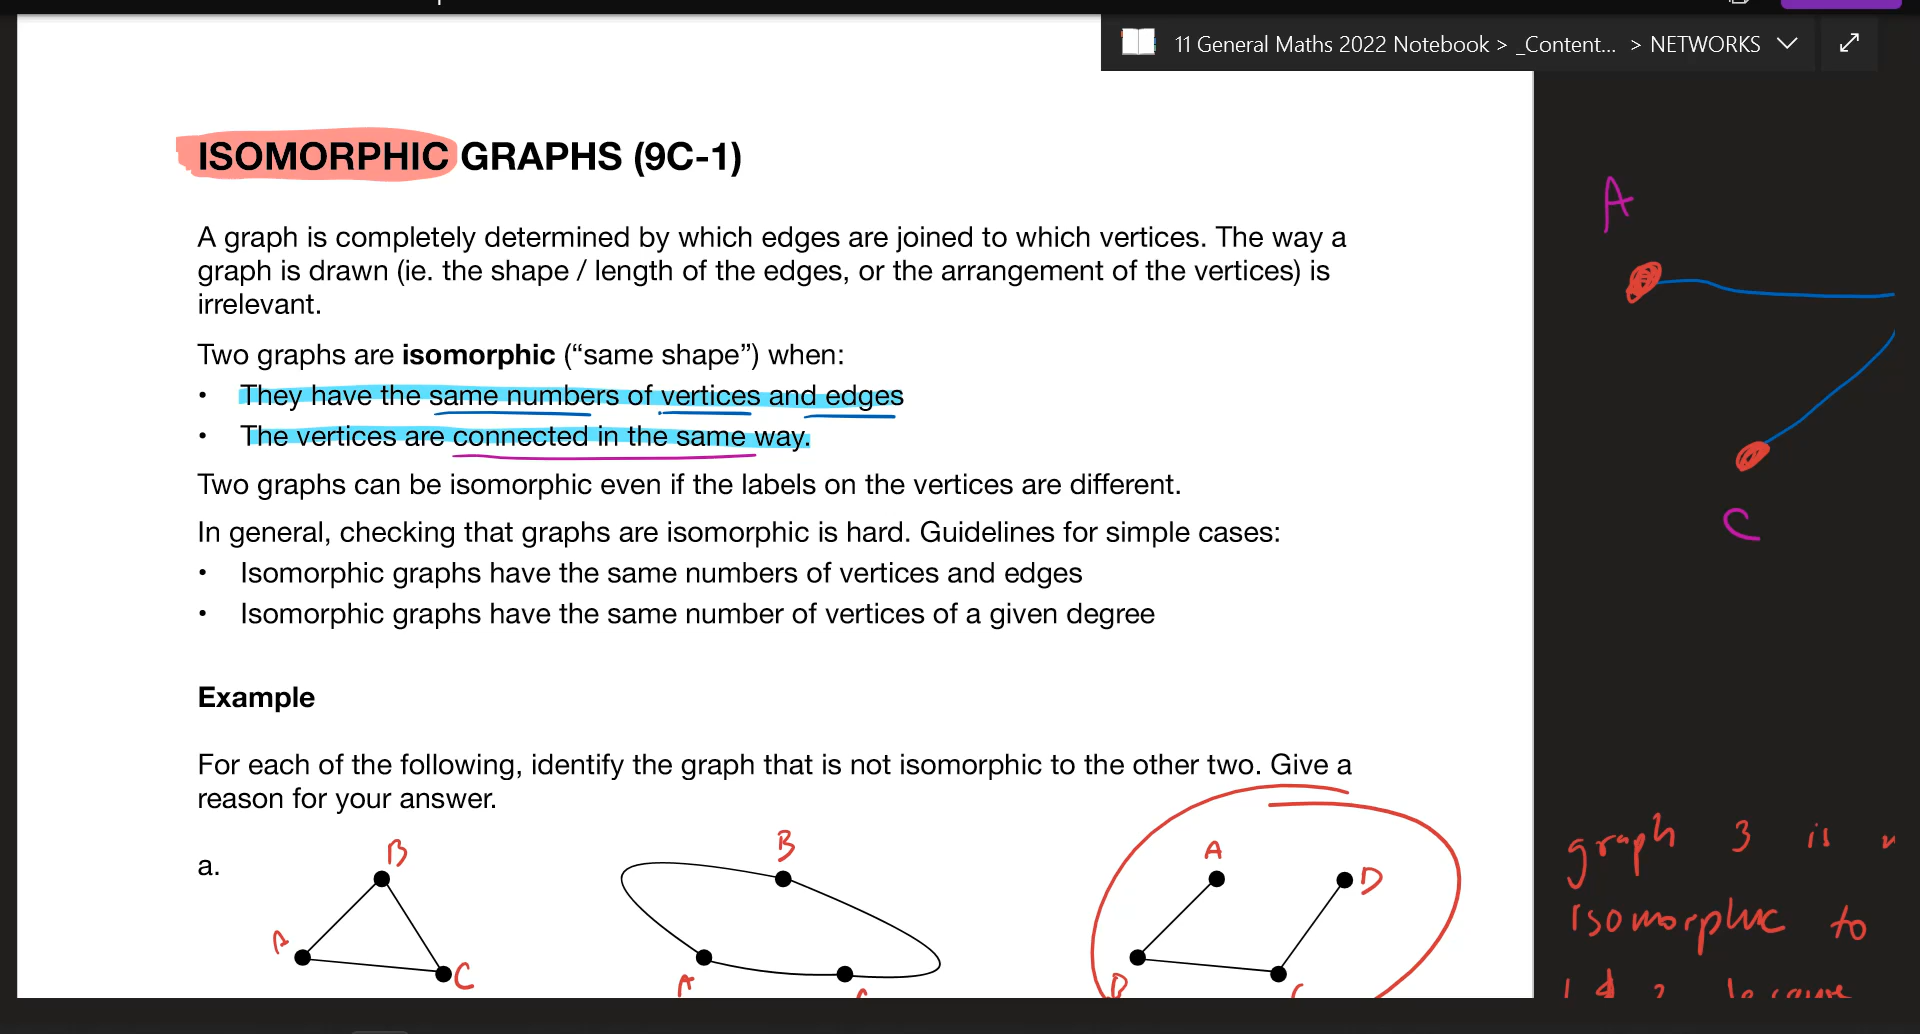 11 General Maths 2022 Notebook > _Content... > NETWORKS
ISOMORPHIC GRAPHS (9C-1)
A graph is completely determined by which edges are joined to which vertices. The way a
graph is drawn (ie. the shape / length of the edges, or the arrangement of the vertices) is
irrelevant.
Two graphs are isomorphic (“same shape”) when:
• They have the same numbers of vertices and edges
• The vertices are connected in the same way.
Two graphs can be isomorphic even if the labels on the vertices are different.
In general, checking that graphs are isomorphic is hard. Guidelines for simple cases:
• Isomorphic graphs have the same numbers of vertices and edges
• Isomorphic graphs have the same number of vertices of a given degree
Example
For each of the following, identify the graph that is not isomorphic to the other two. Give a
reason for your answer.
a.
B
A
C
B
A
A
D
B
A
C
graph 3 is
isomorphic to
because